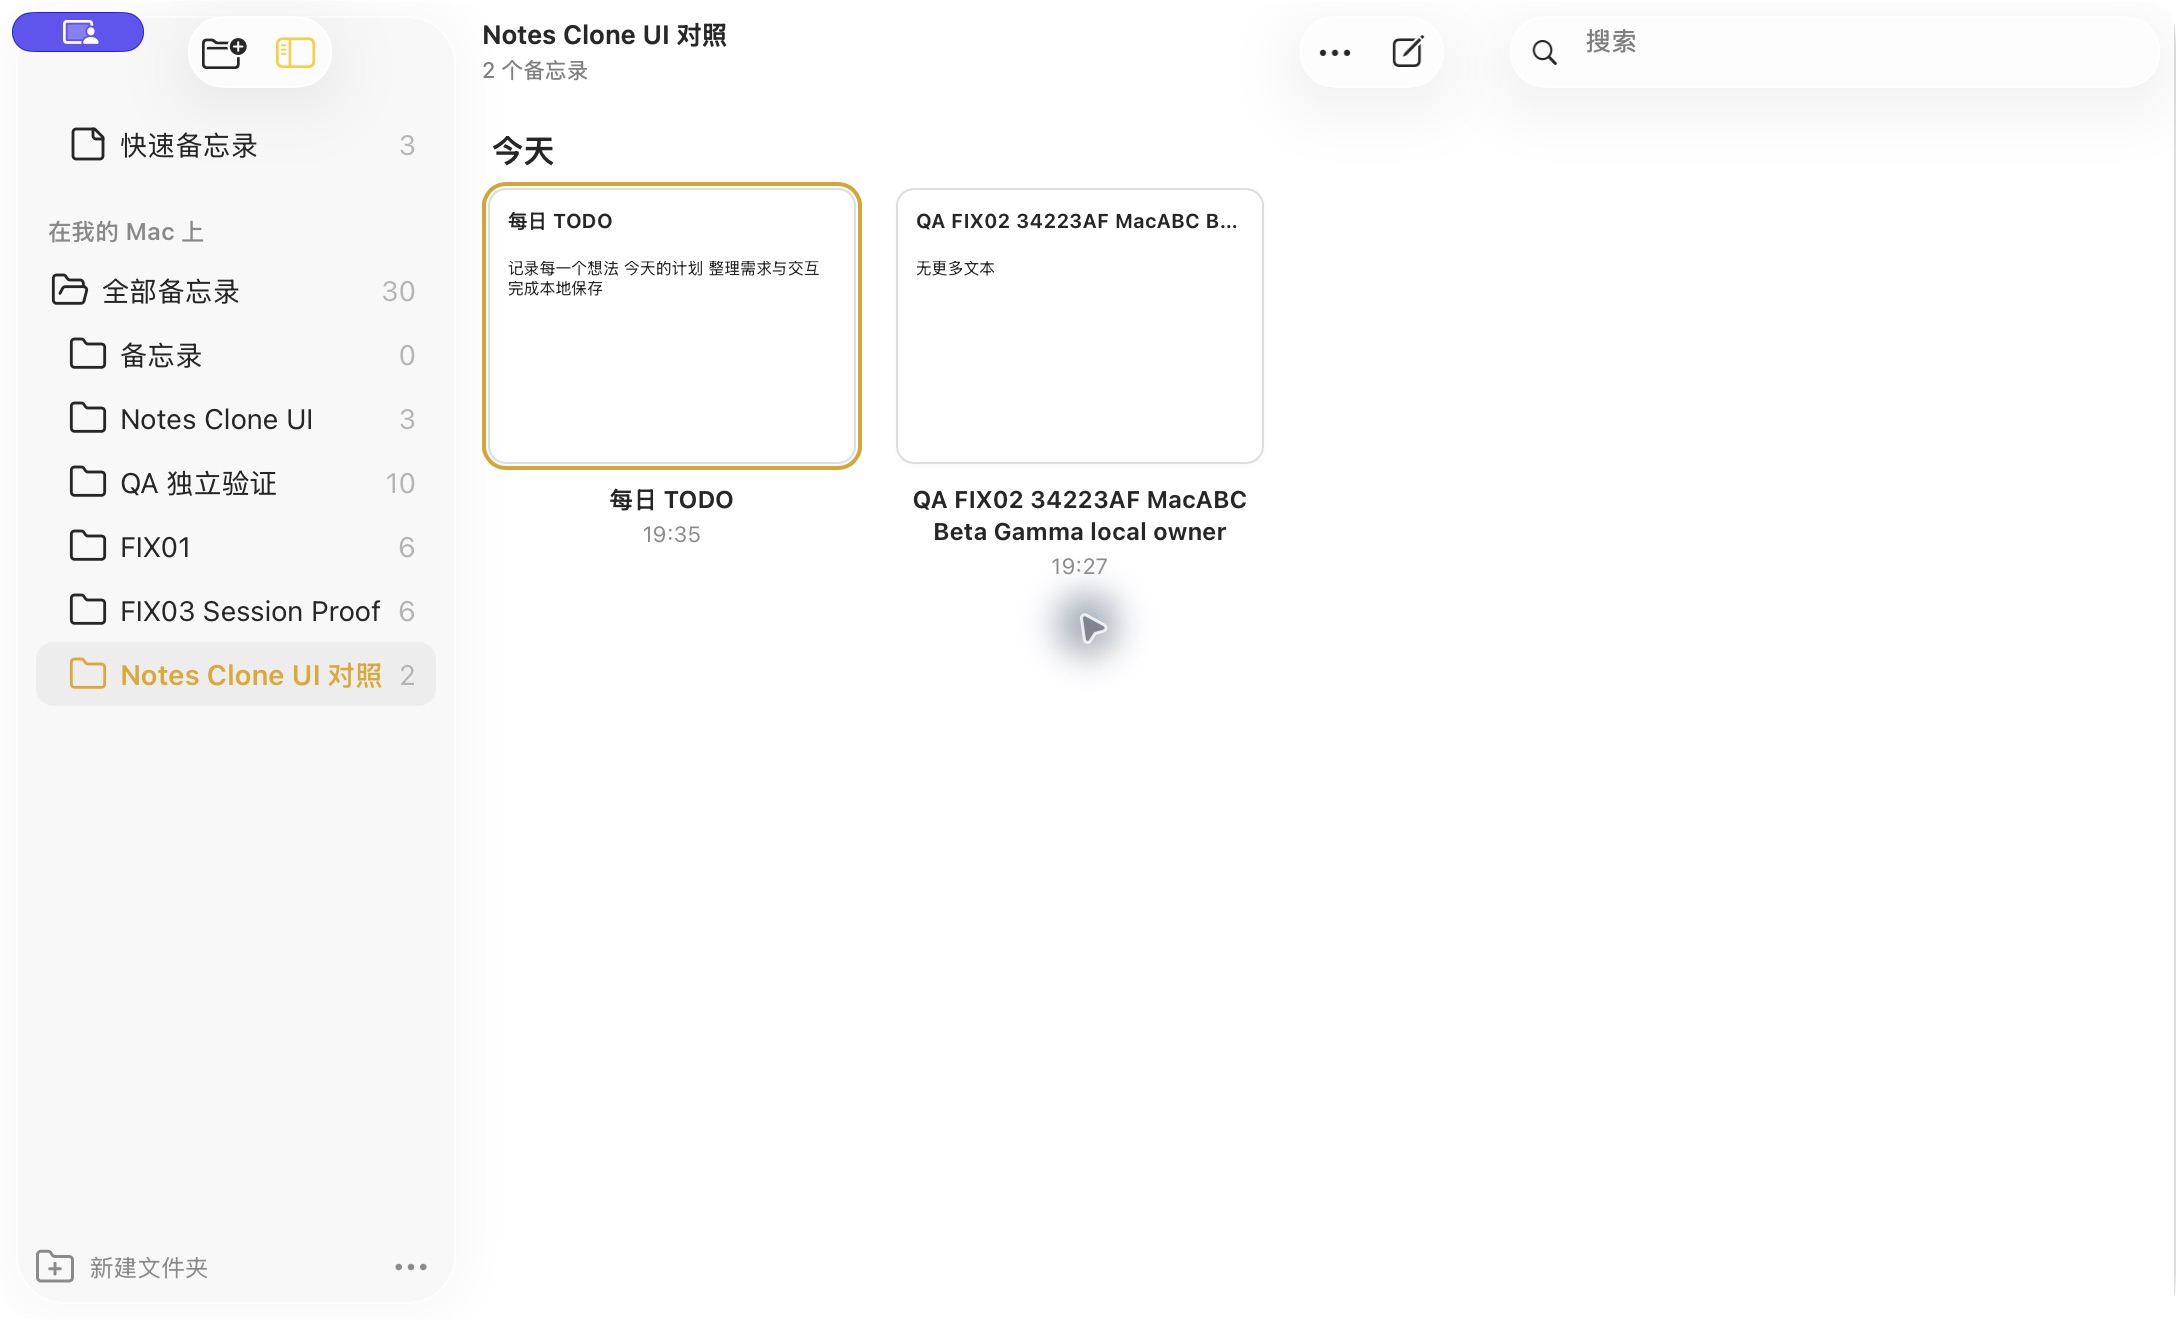 快速备忘录 3
在我的 Mac 上
全部备忘录 30
备忘录 0
Notes Clone UI 3
QA 独立验证 10
FIX01 6
FIX03 Session Proof 6
Notes Clone UI 对照 2
新建文件夹
Notes Clone UI 对照
2 个备忘录
搜索
今天
每日 TODO
记录每一个想法 今天的计划 整理需求与交互
完成本地保存
每日 TODO
19:35
QA FIX02 34223AF MacABC B...
无更多文本
QA FIX02 34223AF MacABC
Beta Gamma local owner
19:27